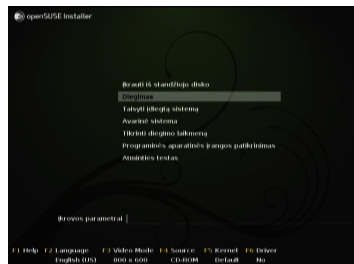 openSUSE Installer
Įkrauti iš standžiojo disko
Diegimas
Taisyti įdiegtą sistemą
Avarinė sistema
Tikrinti diegimo laikmeną
Programinės aparatinės įrangos patikrinimas
Atminties testas
Įkrovos parametrai
F1 Help F2 Language F3 Video Mode F4 Source F5 Kernel F6 Driver
English (US) 800 x 600 CD-ROM Default No